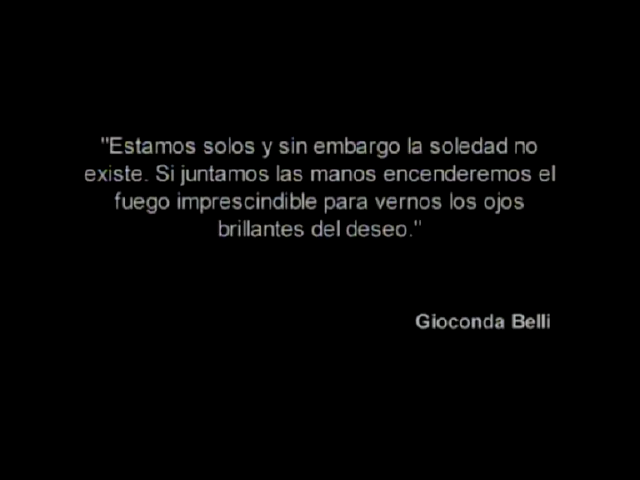 "Estamos solos y sin embargo la soledad no
existe. Si juntamos las manos encenderemos el
fuego imprescindible para vernos los ojos
brillantes del deseo."
Gioconda Belli